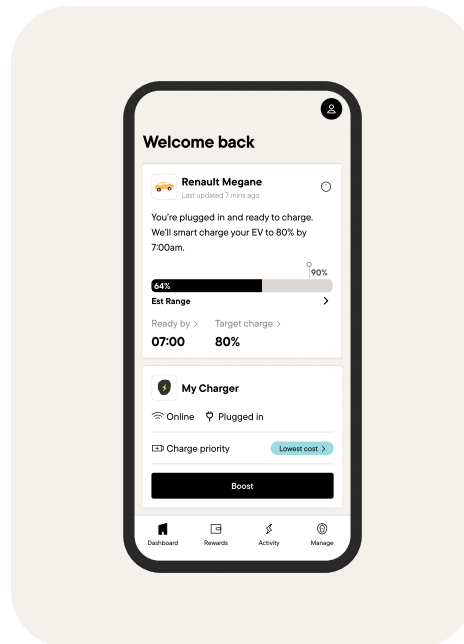 Welcome back
Renault Megane
Last updated 7 mins ago
You're plugged in and ready to charge.
We'll smart charge your EV to 80% by
7:00am.
90%
64%
Est Range
Ready by
Target charge
07:00
80%
My Charger
Online
Plugged in
Charge priority
Lowest cost
Boost
Dashboard
Rewards
Activity
Manage